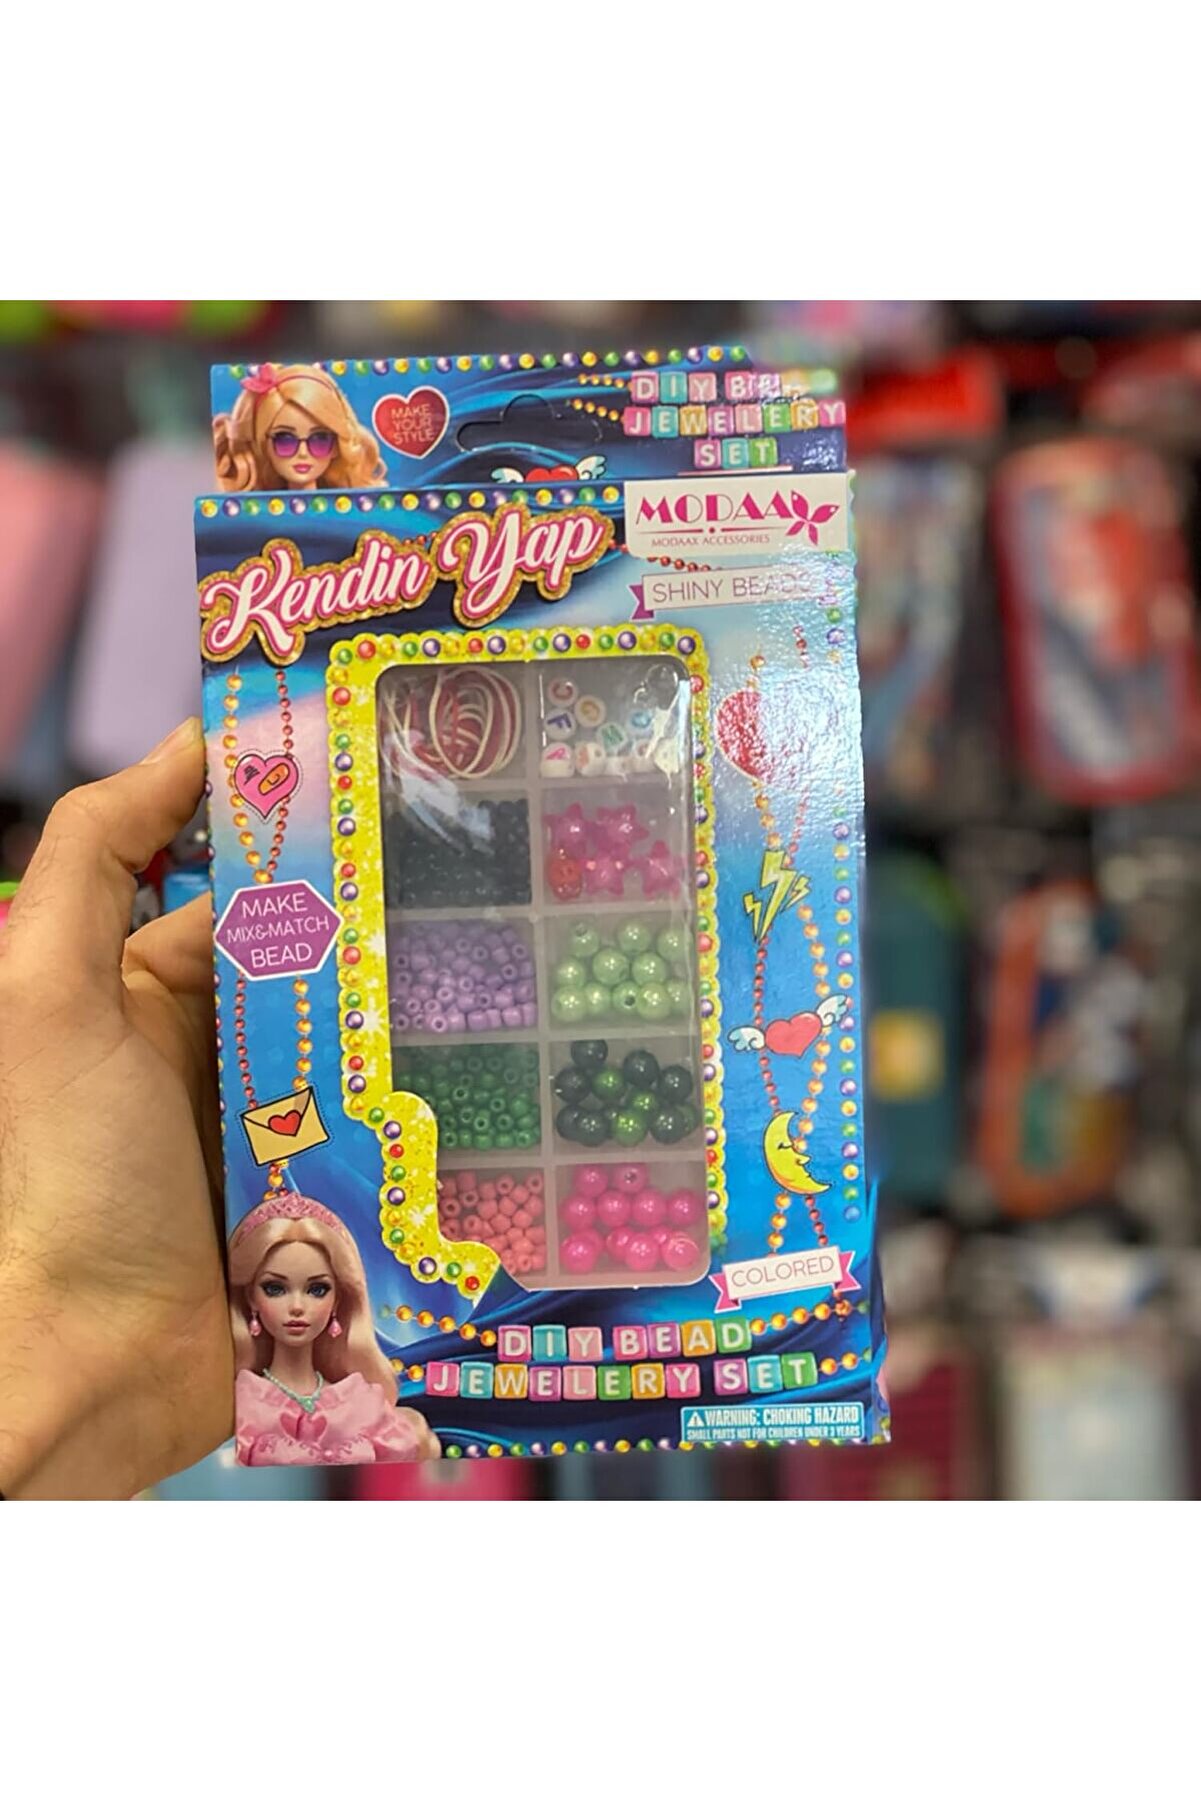 MAKE
YOUR
STYLE
DIY BEAD
JEWELERY
SET
Kendin Yap
MODAAX
MODAAX ACCESSORIES
SHINY BEADS
MAKE
MIX&MATCH
BEAD
COLORED
DIY BEAD
JEWELERY SET
WARNING: CHOKING HAZARD
SMALL PARTS NOT FOR CHILDREN UNDER 3 YEARS